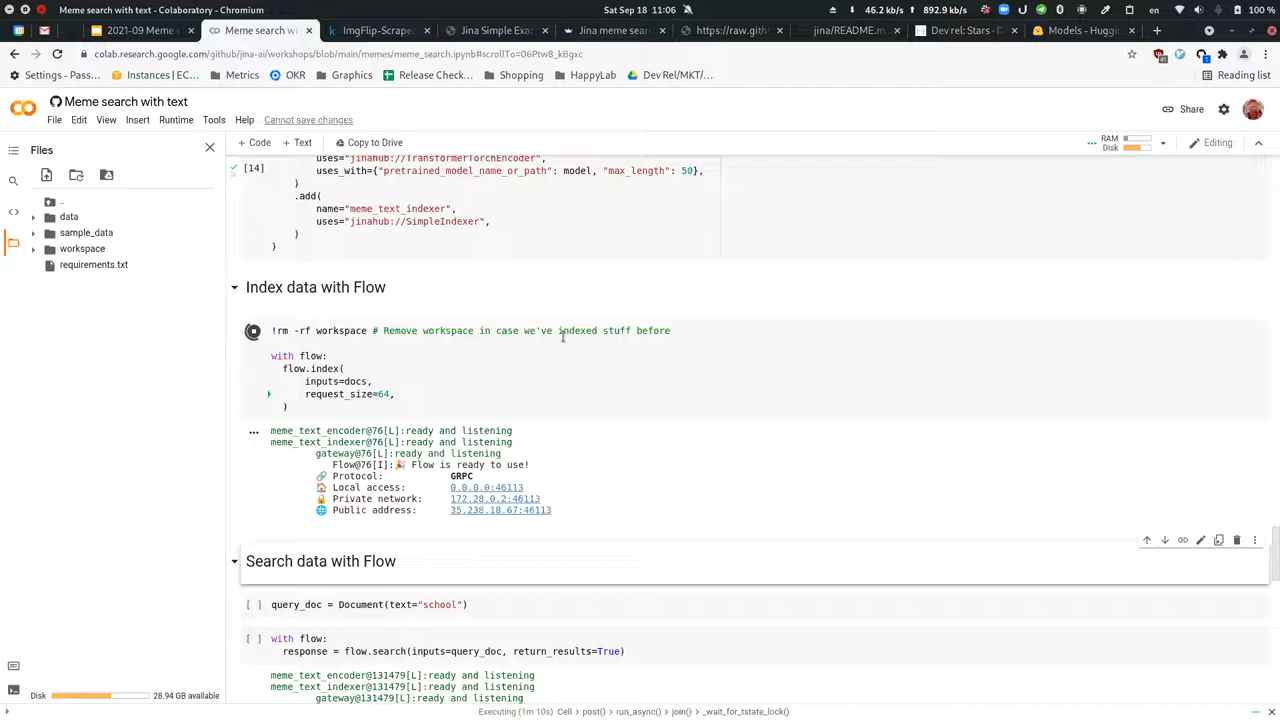 Meme search with text - Colaboratory - Chromium
Sat Sep 18 11:06
46.2 kb/s 892.9 kb/s en 100 %
2021-09 Meme s
Meme search with t
ImgFlip-Scrape
Jina Simple Exam
Jina meme sear
https://raw.github
jina/README.m
Dev rel: Stars - D
Models - Huggin
colab.research.google.com/github/jina-ai/workshops/blob/main/memes/meme_search.ipynb#scrollTo=06Ptw8_kBgxc
Settings - Pass... Instances | EC... Metrics OKR Graphics Release Check... Shopping HappyLab Dev Rel/MKT/... Reading list
Meme search with text
File Edit View Insert Runtime Tools Help Cannot save changes
Share
Files
+ Code + Text Copy to Drive
RAM
Disk
Editing
..
data
sample_data
workspace
requirements.txt
[14]
uses="jinahub://TransformerTorchEncoder",
uses_with={"pretrained_model_name_or_path": model, "max_length": 50},
)
.add(
name="meme_text_indexer",
uses="jinahub://SimpleIndexer",
)
)
Index data with Flow
!rm -rf workspace # Remove workspace in case we've indexed stuff before
with flow:
flow.index(
inputs=docs,
request_size=64,
)
meme_text_encoder@76[L]:ready and listening
meme_text_indexer@76[L]:ready and listening
gateway@76[L]:ready and listening
Flow@76[I]:🎉 Flow is ready to use!
🔗 Protocol: GRPC
🏠 Local access: 0.0.0.0:46113
🔒 Private network: 172.28.0.2:46113
🌐 Public address: 35.238.18.67:46113
Search data with Flow
[ ] query_doc = Document(text="school")
[ ] with flow:
response = flow.search(inputs=query_doc, return_results=True)
meme_text_encoder@131479[L]:ready and listening
meme_text_indexer@131479[L]:ready and listening
gateway@131479[L]:ready and listening
Disk 28.94 GB available
Executing (1m 10s) Cell > post() > run_async() > join() > _wait_for_tstate_lock()